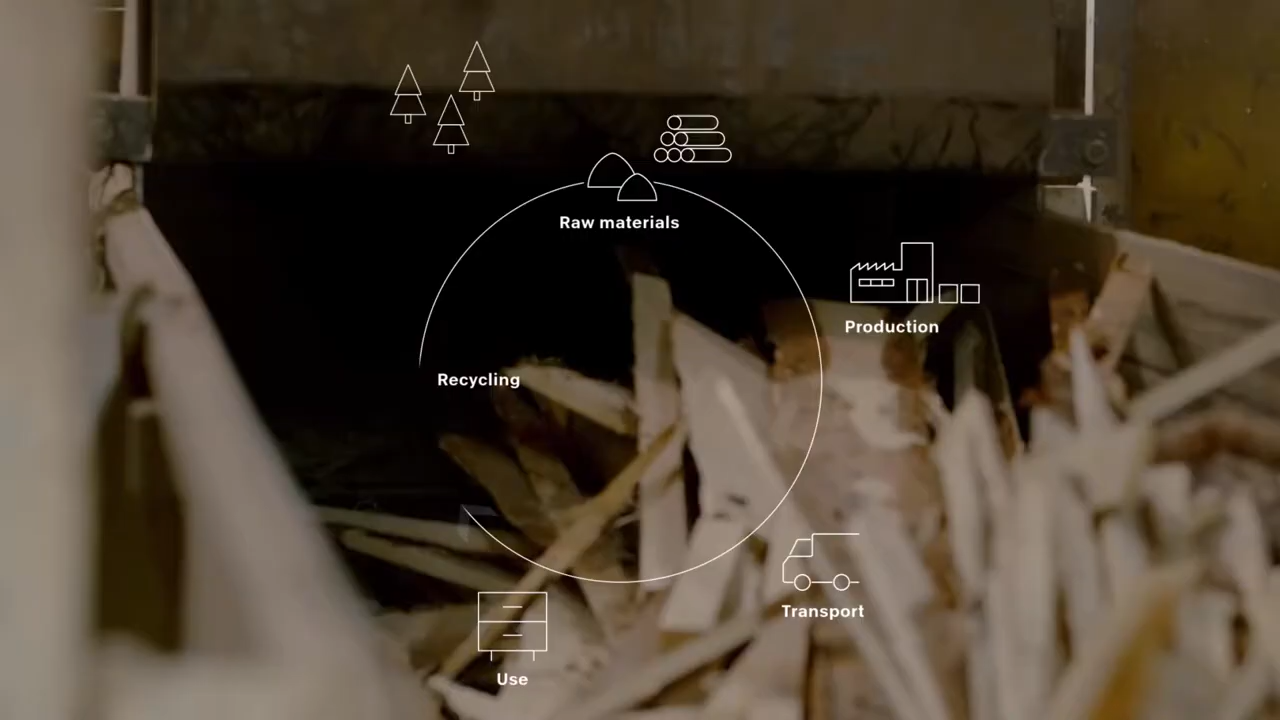 Raw materials
Production
Recycling
Transport
Use